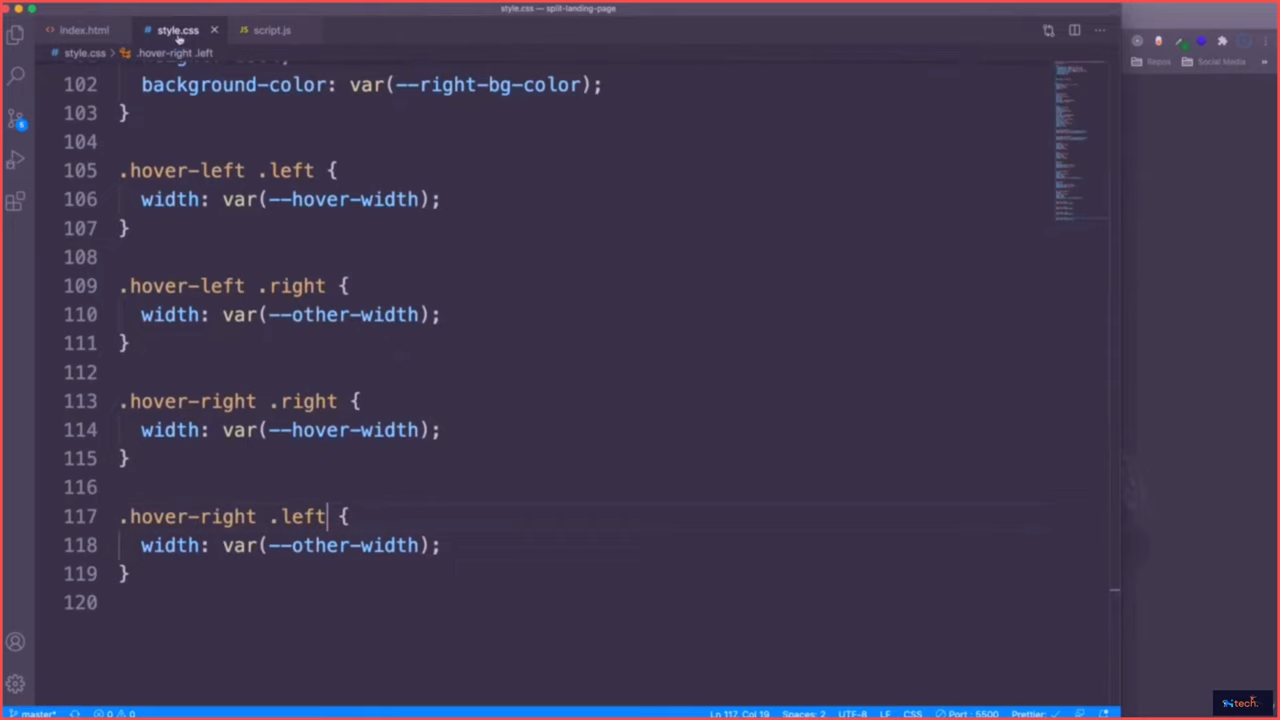 style.css — split-landing-page
index.html
style.css
script.js
style.css > .hover-right .left
Repos
Social Media
102 background-color: var(--right-bg-color);
103 }
104
105 .hover-left .left {
106 width: var(--hover-width);
107 }
108
109 .hover-left .right {
110 width: var(--other-width);
111 }
112
113 .hover-right .right {
114 width: var(--hover-width);
115 }
116
117 .hover-right .left {
118 width: var(--other-width);
119 }
120
master*
0 0
Ln 117, Col 19
Spaces: 2
UTF-8
LF
CSS
Port : 5500
Prettier: ✓
tech.